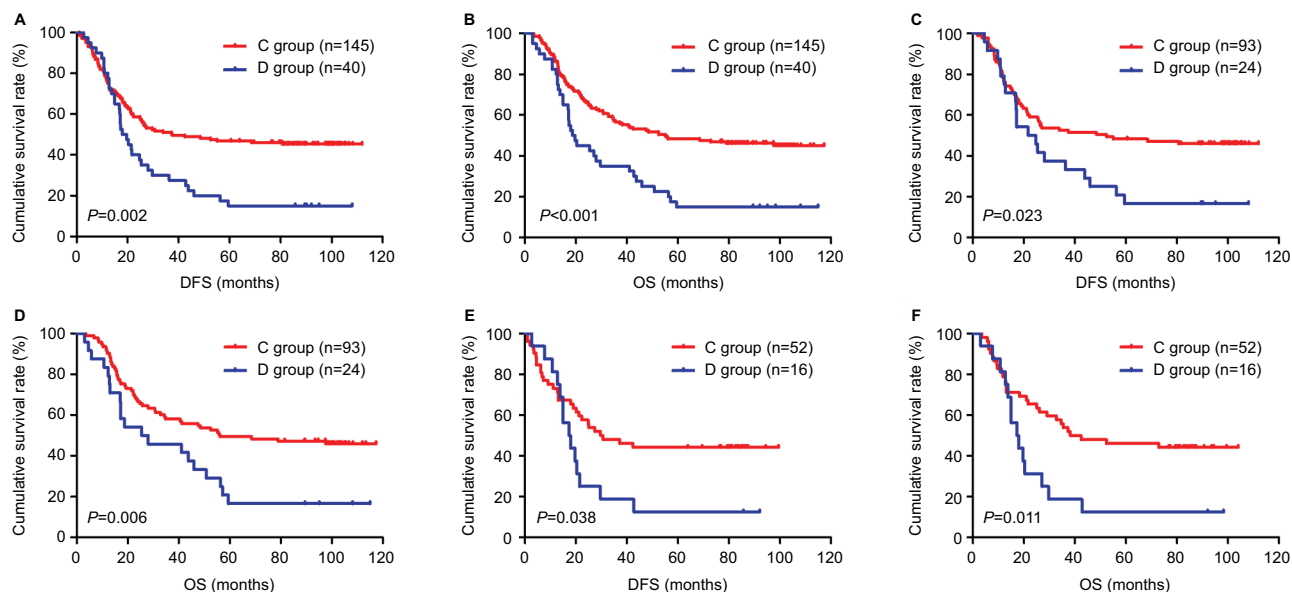 A
Cumulative survival rate (%)
100
80
60
40
20
0
C group (n=145)
D group (n=40)
P=0.002
0 20 40 60 80 100 120
DFS (months)
B
Cumulative survival rate (%)
100
80
60
40
20
0
C group (n=145)
D group (n=40)
P<0.001
0 20 40 60 80 100 120
OS (months)
C
Cumulative survival rate (%)
100
80
60
40
20
0
C group (n=93)
D group (n=24)
P=0.023
0 20 40 60 80 100 120
DFS (months)
D
Cumulative survival rate (%)
100
80
60
40
20
0
C group (n=93)
D group (n=24)
P=0.006
0 20 40 60 80 100 120
OS (months)
E
Cumulative survival rate (%)
100
80
60
40
20
0
C group (n=52)
D group (n=16)
P=0.038
0 20 40 60 80 100 120
DFS (months)
F
Cumulative survival rate (%)
100
80
60
40
20
0
C group (n=52)
D group (n=16)
P=0.011
0 20 40 60 80 100 120
OS (months)